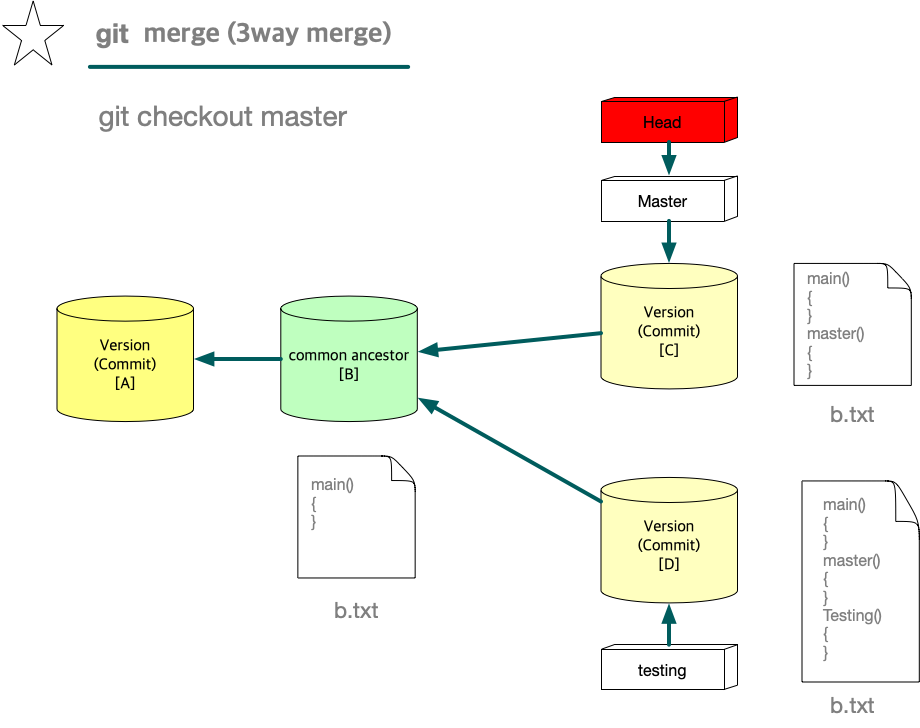 git merge (3way merge)
git checkout master
Head
Master
Version
(Commit)
[C]
main()
{
}
master()
{
}
b.txt
Version
(Commit)
[A]
common ancestor
[B]
main()
{
}
b.txt
Version
(Commit)
[D]
testing
main()
{
}
master()
{
}
Testing()
{
}
b.txt